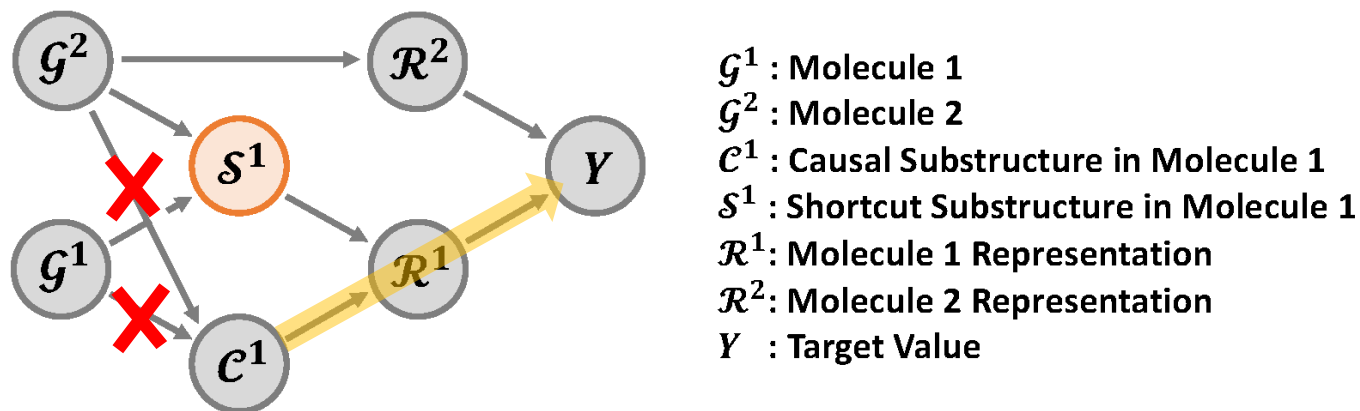 𝒢²
ℛ²
𝒮¹
Y
𝒢¹
ℛ¹
𝒞¹
𝒢¹ : Molecule 1
𝒢² : Molecule 2
𝒞¹ : Causal Substructure in Molecule 1
𝒮¹ : Shortcut Substructure in Molecule 1
ℛ¹: Molecule 1 Representation
ℛ²: Molecule 2 Representation
Y : Target Value